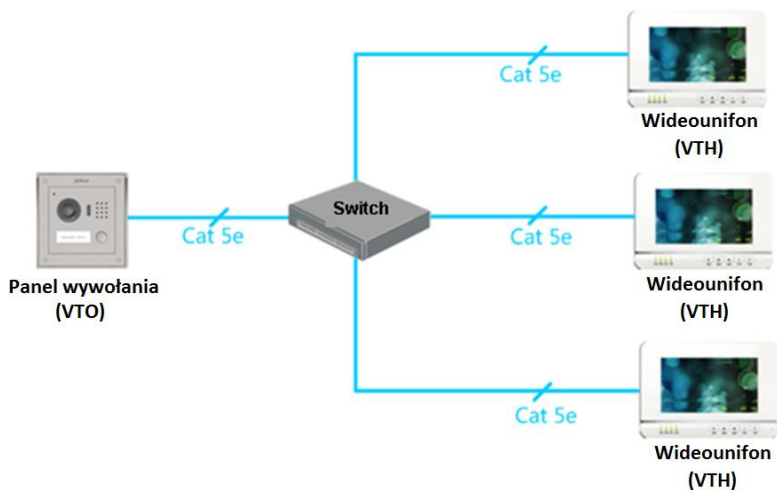 Cat 5e
Wideounifon
(VTH)
Switch
Cat 5e
Cat 5e
Panel wywołania
(VTO)
Wideounifon
(VTH)
Cat 5e
Wideounifon
(VTH)